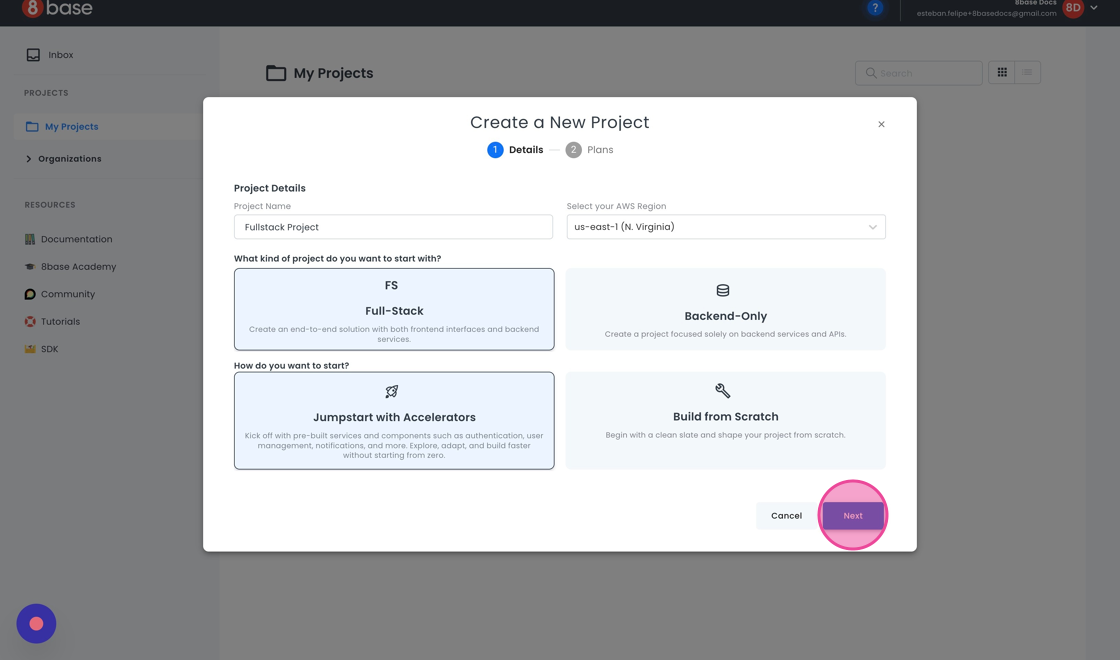 8base
?
8base Docs
esteban.felipe+8basedocs@gmail.com
8D
Inbox
PROJECTS
My Projects
Organizations
RESOURCES
Documentation
8base Academy
Community
Tutorials
SDK
My Projects
Search
Create a New Project
×
1 Details
2 Plans
Project Details
Project Name
Fullstack Project
Select your AWS Region
us-east-1 (N. Virginia)
What kind of project do you want to start with?
FS
Full-Stack
Create an end-to-end solution with both frontend interfaces and backend
services.
Backend-Only
Create a project focused solely on backend services and APIs.
How do you want to start?
Jumpstart with Accelerators
Kick off with pre-built services and components such as authentication, user
management, notifications, and more. Explore, adapt, and build faster
without starting from zero.
Build from Scratch
Begin with a clean slate and shape your project from scratch.
Cancel
Next